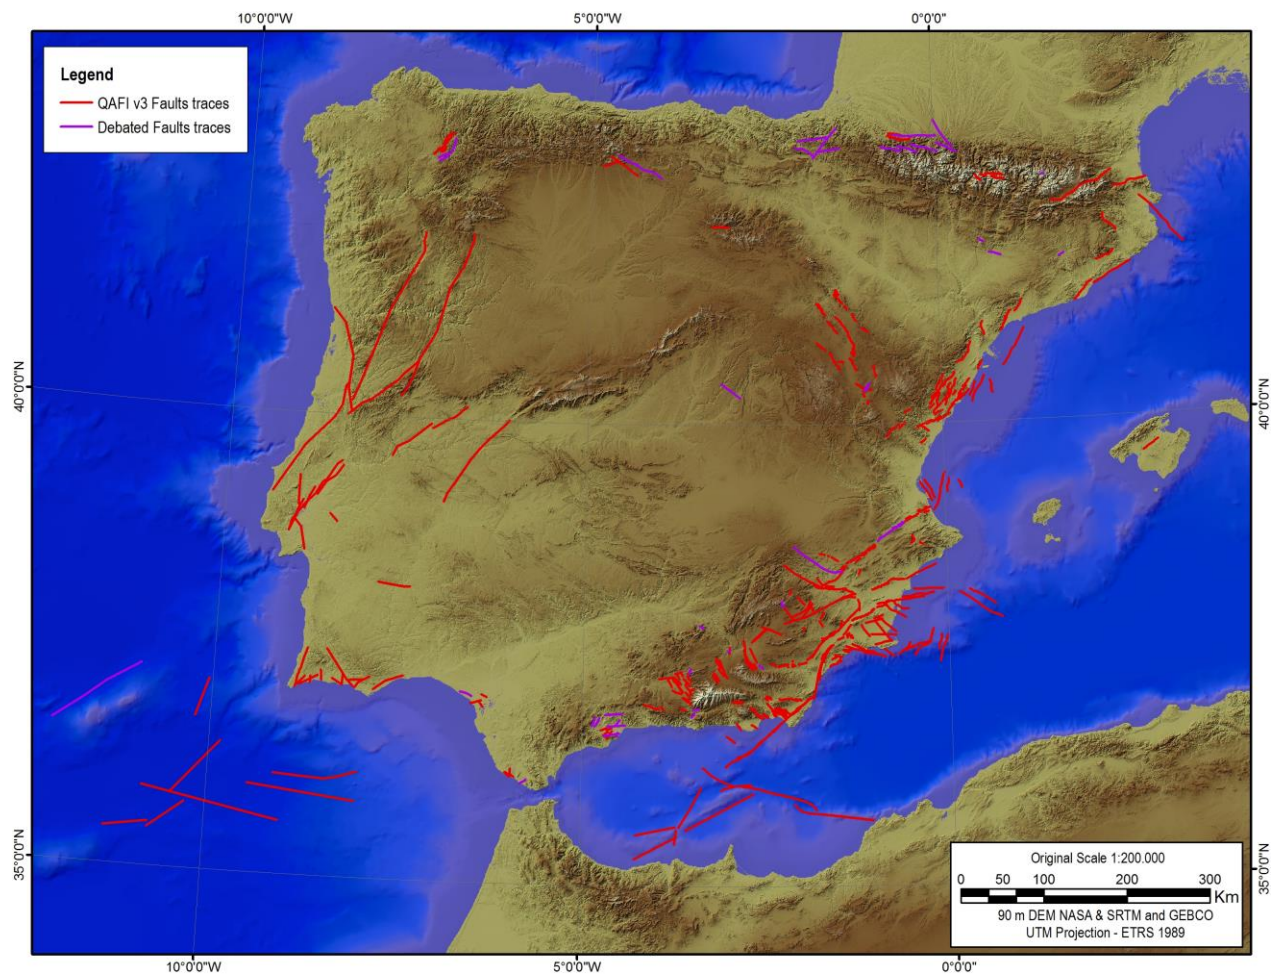 10°0'0"W 5°0'0"W 0°0'0"
Legend
QAFI v3 Faults traces
Debated Faults traces
40°0'0"N 40°0'0"N
35°0'0"N 35°0'0"N
Original Scale 1:200.000
0 50 100 200 300
Km
90 m DEM NASA & SRTM and GEBCO
UTM Projection - ETRS 1989
10°0'0"W 5°0'0"W 0°0'0"